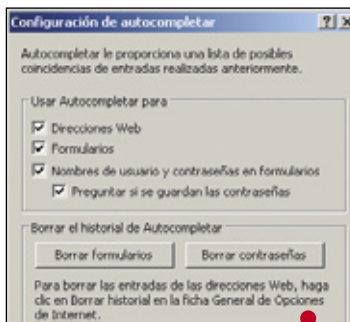 Configuración de autocompletar
Autocompletar le proporciona una lista de posibles
coincidencias de entradas realizadas anteriormente.
Usar Autocompletar para
Direcciones Web
Formularios
Nombres de usuario y contraseñas en formularios
Preguntar si se guardan las contraseñas
Borrar el historial de Autocompletar
Borrar formularios Borrar contraseñas
Para borrar las entradas de las direcciones Web, haga
clic en Borrar historial en la ficha General de Opciones
de Internet.